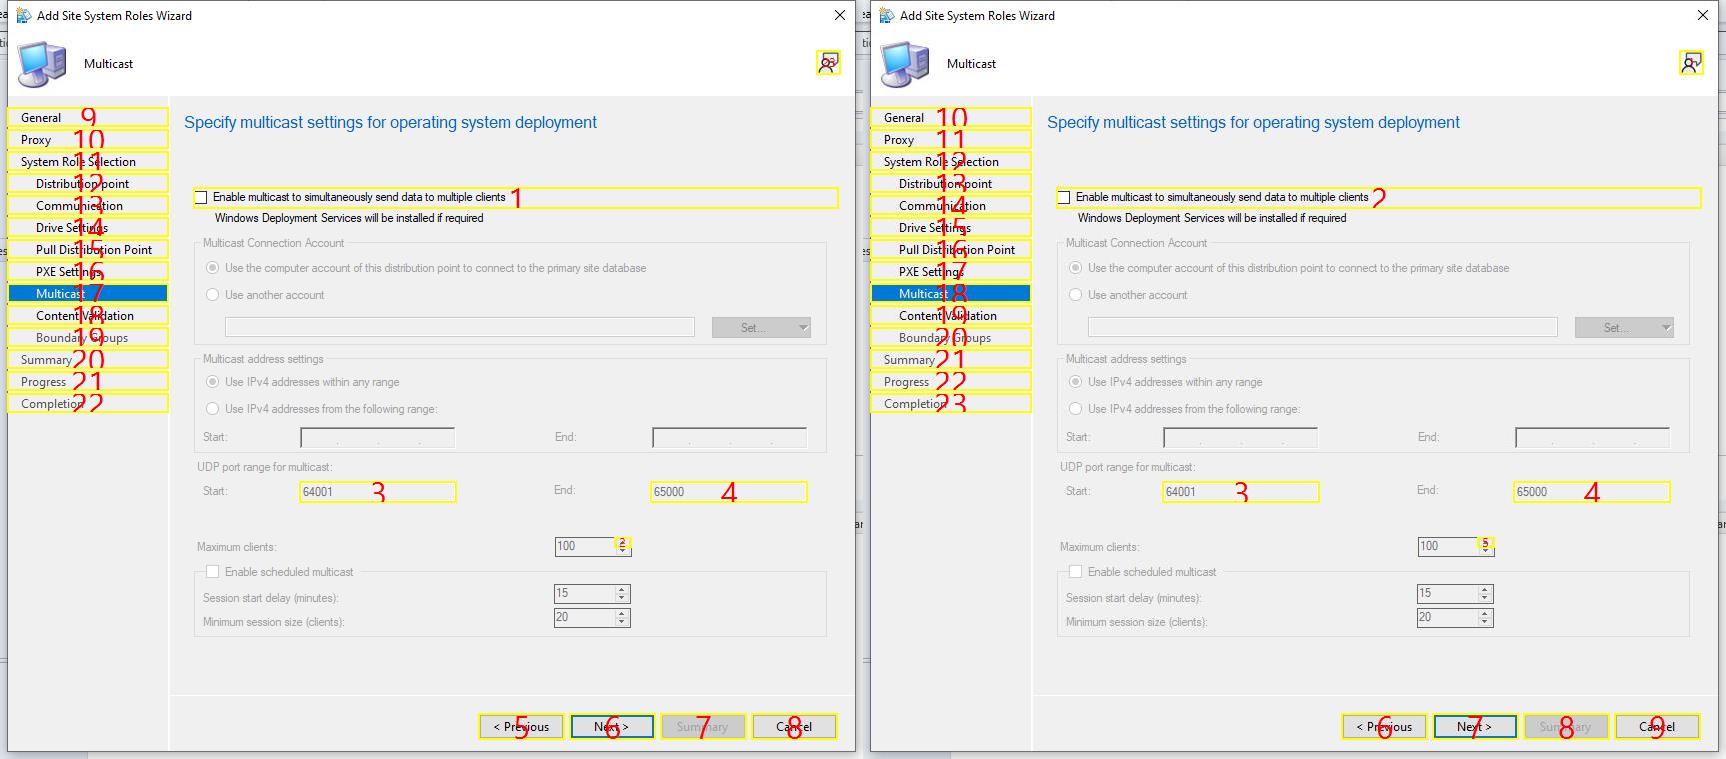 Add Site System Roles Wizard
Multicast
General 9
Proxy 10
System Role Selection 11
Distribution point 12
Communication 13
Drive Settings 14
Pull Distribution Point 15
PXE Settings 16
Multicast 17
Content Validation 18
Boundary Groups 19
Summary 20
Progress 21
Completion 22
Specify multicast settings for operating system deployment
Enable multicast to simultaneously send data to multiple clients 1
Windows Deployment Services will be installed if required
Multicast Connection Account
Use the computer account of this distribution point to connect to the primary site database
Use another account
Set...
Multicast address settings
Use IPv4 addresses within any range
Use IPv4 addresses from the following range:
Start: . . . End: . . .
UDP port range for multicast:
Start: 64001 3 End: 65000 4
Maximum clients: 100 2
Enable scheduled multicast
Session start delay (minutes): 15
Minimum session size (clients): 20
< Previous 5 Next > 6 Summary 7 Cancel 8
Add Site System Roles Wizard
Multicast
General 10
Proxy 11
System Role Selection 12
Distribution point 13
Communication 14
Drive Settings 15
Pull Distribution Point 16
PXE Settings 17
Multicast 18
Content Validation 19
Boundary Groups 20
Summary 21
Progress 22
Completion 23
Specify multicast settings for operating system deployment
Enable multicast to simultaneously send data to multiple clients 2
Windows Deployment Services will be installed if required
Multicast Connection Account
Use the computer account of this distribution point to connect to the primary site database
Use another account
Set...
Multicast address settings
Use IPv4 addresses within any range
Use IPv4 addresses from the following range:
Start: . . . End: . . .
UDP port range for multicast:
Start: 64001 3 End: 65000 4
Maximum clients: 100 5
Enable scheduled multicast
Session start delay (minutes): 15
Minimum session size (clients): 20
< Previous 6 Next > 7 Summary 8 Cancel 9